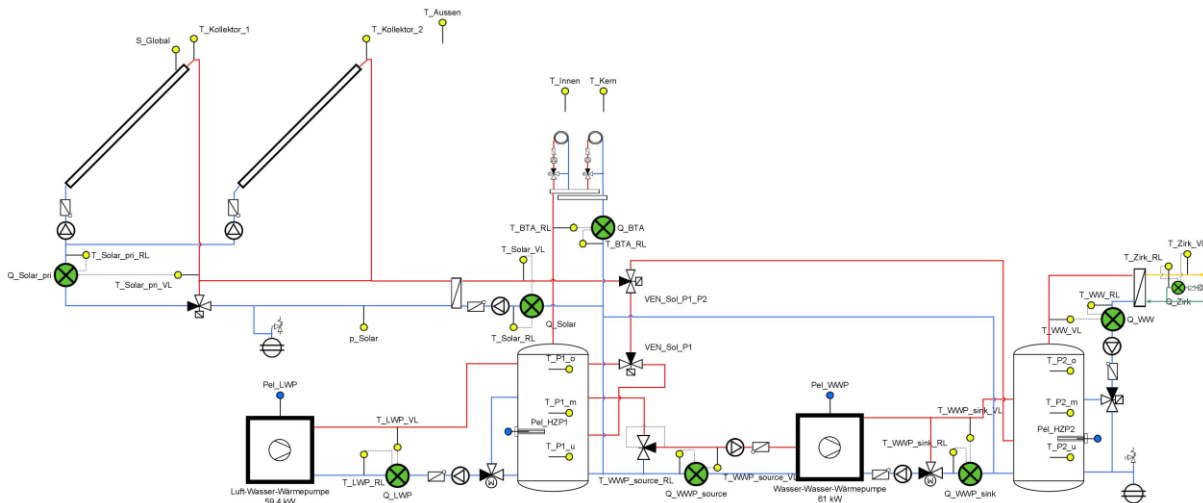 T_Aussen
S_Global
T_Kollektor_1
T_Kollektor_2
T_Innen
T_Kern
T_BTA_RL
Q_BTA
T_BTA_RL
T_Solar_pri_RL
Q_Solar_pri
T_Solar_pri_VL
T_Solar_VL
VEN_Sol_P1_P2
p_Solar
T_Solar_RL
Q_Solar
VEN_Sol_P1
T_Zirk_VL
T_Zirk_RL
Q_Zirk
T_WW_RL
Q_WW
T_WW_VL
Pel_LWP
T_LWP_VL
T_LWP_RL
Q_LWP
Luft-Wasser-Wärmepumpe
59,4 kW
T_P1_o
T_P1_m
Pel_HZP1
T_P1_u
T_WWP_source_RL
Q_WWP_source
T_WWP_source_VL
Pel_WWP
Wasser-Wasser-Wärmepumpe
61 kW
T_WWP_sink_VL
T_WWP_sink_RL
Q_WWP_sink
T_P2_o
T_P2_m
Pel_HZP2
T_P2_u
M
M